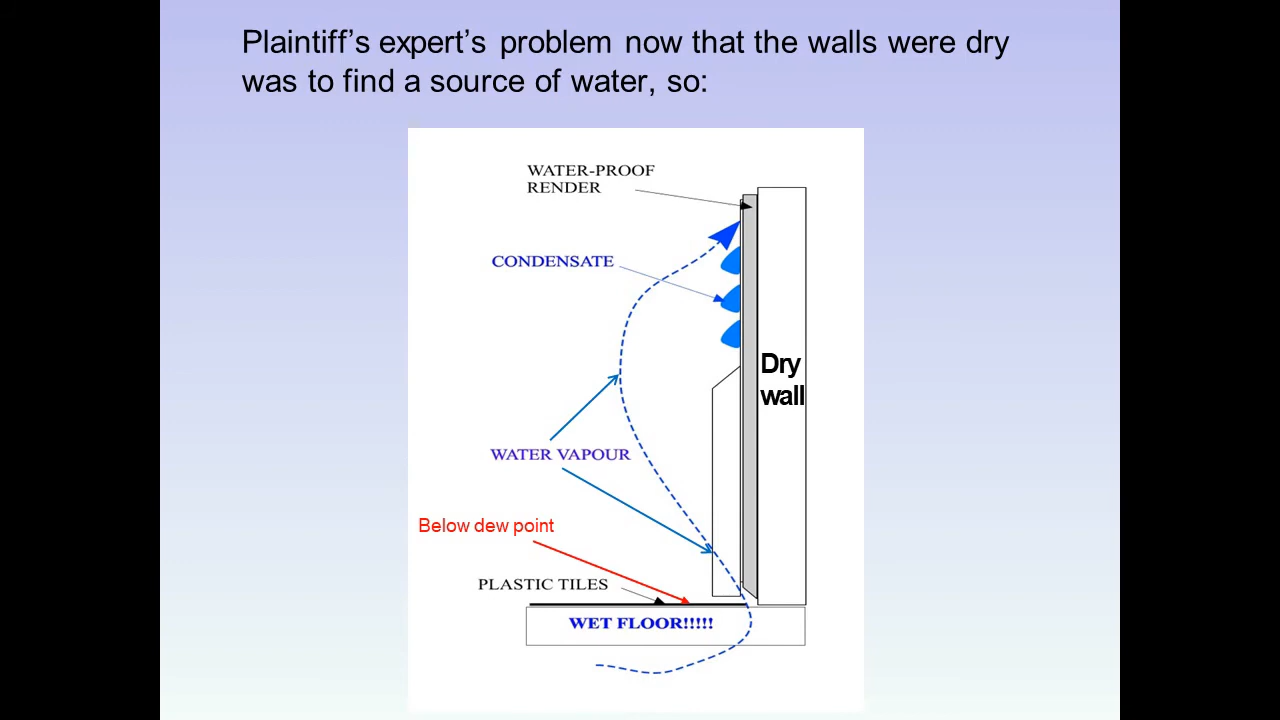 Plaintiff’s expert’s problem now that the walls were dry
was to find a source of water, so:
WATER-PROOF
RENDER
CONDENSATE
Dry
wall
WATER VAPOUR
Below dew point
PLASTIC TILES
WET FLOOR!!!!!